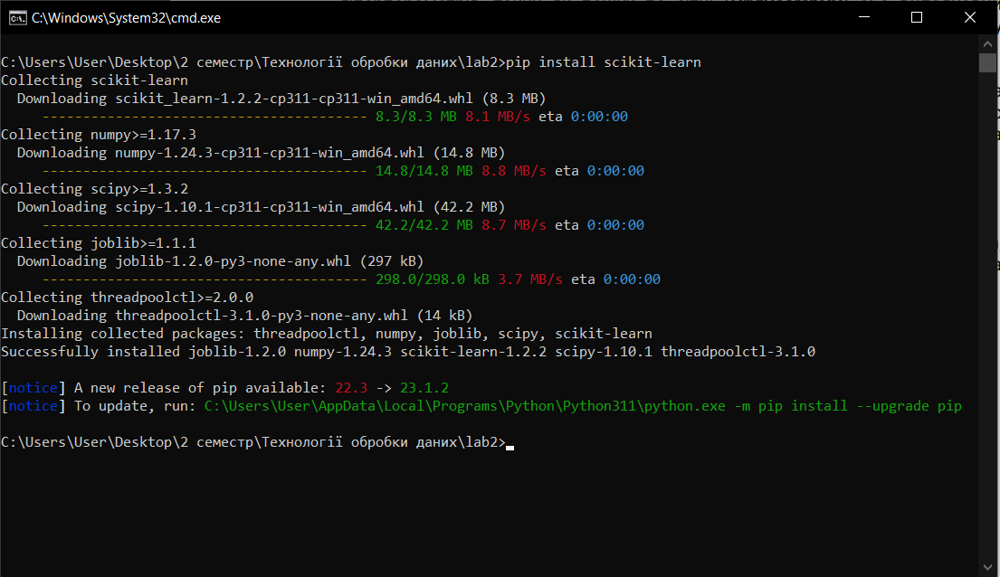 C:\Windows\System32\cmd.exe
C:\Users\User\Desktop\2 семестр\Технології обробки даних\lab2>pip install scikit-learn
Collecting scikit-learn
  Downloading scikit_learn-1.2.2-cp311-cp311-win_amd64.whl (8.3 MB)
     ---------------------------------------- 8.3/8.3 MB 8.1 MB/s eta 0:00:00
Collecting numpy>=1.17.3
  Downloading numpy-1.24.3-cp311-cp311-win_amd64.whl (14.8 MB)
     ---------------------------------------- 14.8/14.8 MB 8.8 MB/s eta 0:00:00
Collecting scipy>=1.3.2
  Downloading scipy-1.10.1-cp311-cp311-win_amd64.whl (42.2 MB)
     ---------------------------------------- 42.2/42.2 MB 8.7 MB/s eta 0:00:00
Collecting joblib>=1.1.1
  Downloading joblib-1.2.0-py3-none-any.whl (297 kB)
     ---------------------------------------- 298.0/298.0 kB 3.7 MB/s eta 0:00:00
Collecting threadpoolctl>=2.0.0
  Downloading threadpoolctl-3.1.0-py3-none-any.whl (14 kB)
Installing collected packages: threadpoolctl, numpy, joblib, scipy, scikit-learn
Successfully installed joblib-1.2.0 numpy-1.24.3 scikit-learn-1.2.2 scipy-1.10.1 threadpoolctl-3.1.0
[notice] A new release of pip available: 22.3 -> 23.1.2
[notice] To update, run: C:\Users\User\AppData\Local\Programs\Python\Python311\python.exe -m pip install --upgrade pip
C:\Users\User\Desktop\2 семестр\Технології обробки даних\lab2>